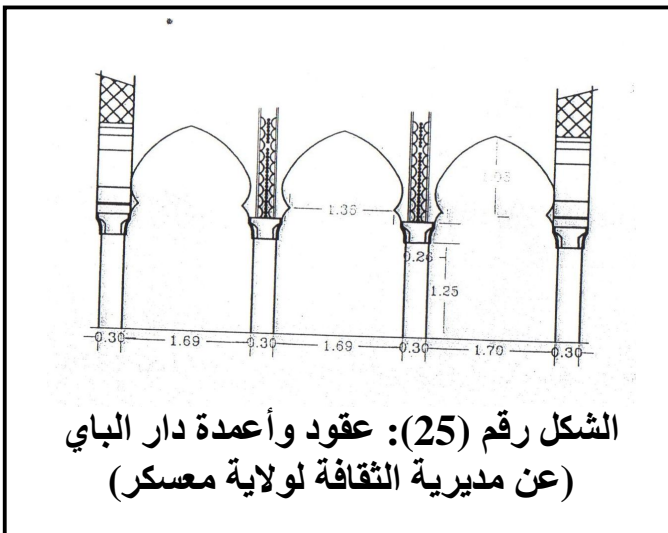 1.05
1.35
0.26
1.25
0.30 1.69 0.30 1.69 0.30 1.70 0.30
الشكل رقم (25): عقود وأعمدة دار الباي
(عن مديرية الثقافة لولاية معسكر)